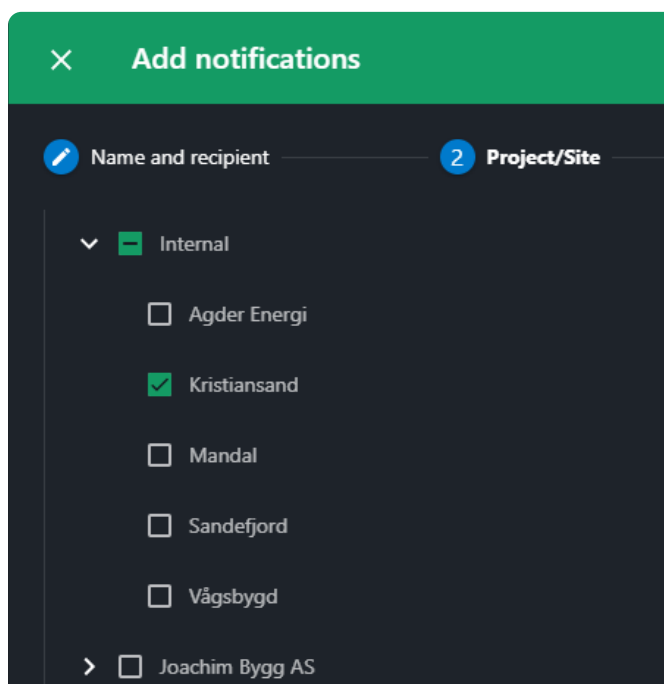 Add notifications
Name and recipient
2 Project/Site
Internal
Agder Energi
Kristiansand
Mandal
Sandefjord
Vågsbygd
Joachim Bygg AS